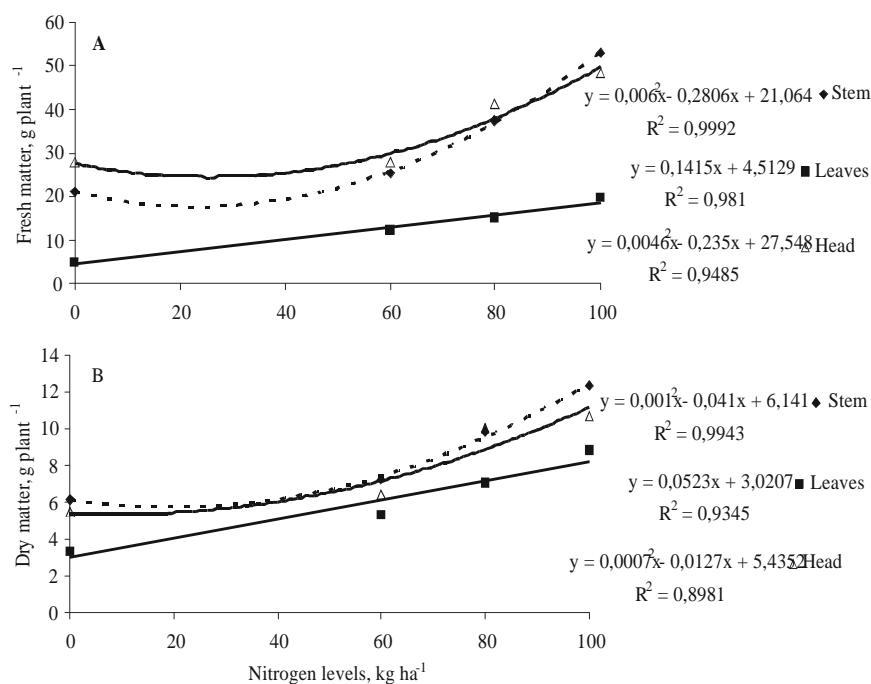 A
60
50
40
30
20
10
0
Fresh matter, g plant -1
0 20 40 60 80 100
y = 0,006x2 - 0,2806x + 21,064 Stem
R2 = 0,9992
y = 0,1415x + 4,5129 Leaves
R2 = 0,981
y = 0,0046x2 - 0,235x + 27,548 Head
R2 = 0,9485
B
14
12
10
8
6
4
2
0
Dry matter, g plant -1
0 20 40 60 80 100
Nitrogen levels, kg ha-1
y = 0,001x2 - 0,041x + 6,141 Stem
R2 = 0,9943
y = 0,0523x + 3,0207 Leaves
R2 = 0,9345
y = 0,0007x2 - 0,0127x + 5,4352 Head
R2 = 0,8981